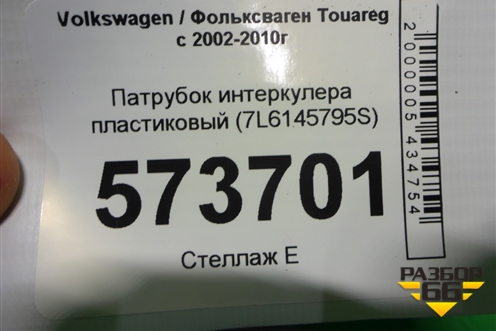 Volkswagen / Фольксваген Touareg
с 2002-2010г
Патрубок интеркулера
пластиковый (7L6145795S)
573701
Стеллаж Е
2000005434754
РАЗБОР
66